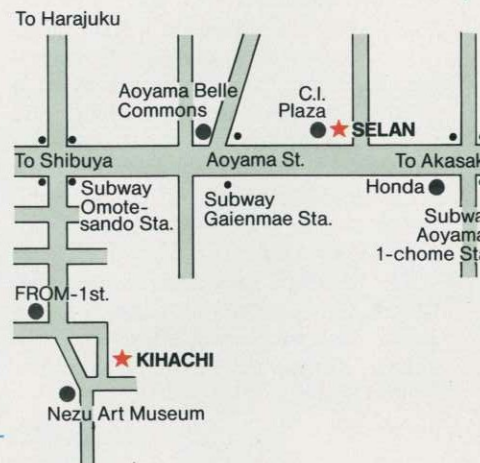 To Harajuku
Aoyama Belle
Commons
C.I.
Plaza
SELAN
To Shibuya
Aoyama St.
To Akasak
Subway
Omote-
sando Sta.
Subway
Gaienmae Sta.
Honda
Subwa
Aoyama
1-chome Sta
FROM-1st.
KIHACHI
Nezu Art Museum